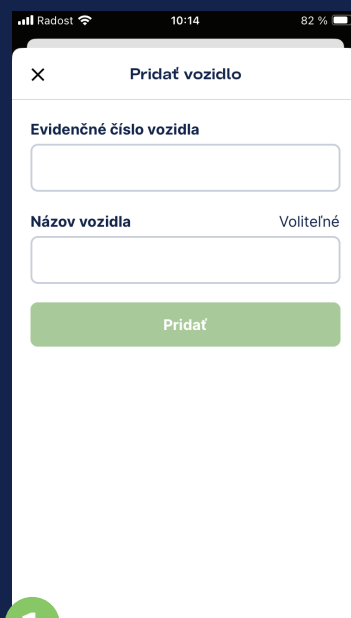 Radost 10:14 82 %
Pridať vozidlo
Evidenčné číslo vozidla
Názov vozidla Voliteľné
Pridať